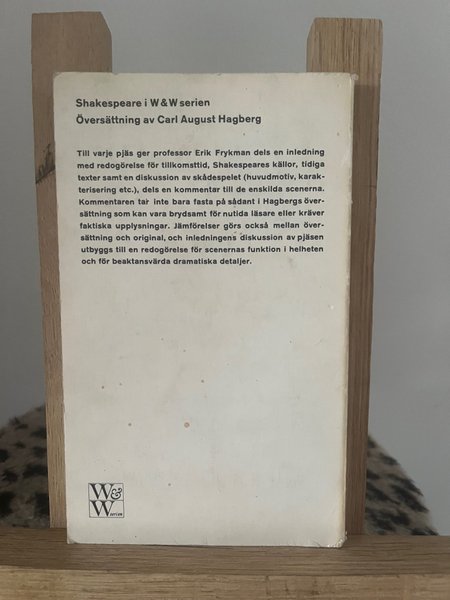 Shakespeare i W & W serien
Översättning av Carl August Hagberg
Till varje pjäs ger professor Erik Frykman dels en inledning
med redogörelse för tillkomsttid, Shakespeares källor, tidiga
texter samt en diskussion av skådespelet (huvudmotiv, karak-
terisering etc.), dels en kommentar till de enskilda scenerna.
Kommentaren tar inte bara fasta på sådant i Hagbergs över-
sättning som kan vara brydsamt för nutida läsare eller kräver
faktiska upplysningar. Jämförelser görs också mellan över-
sättning och original, och inledningens diskussion av pjäsen
utbyggs till en redogörelse för scenernas funktion i helheten
och för beaktansvärda dramatiska detaljer.
W&
W serien